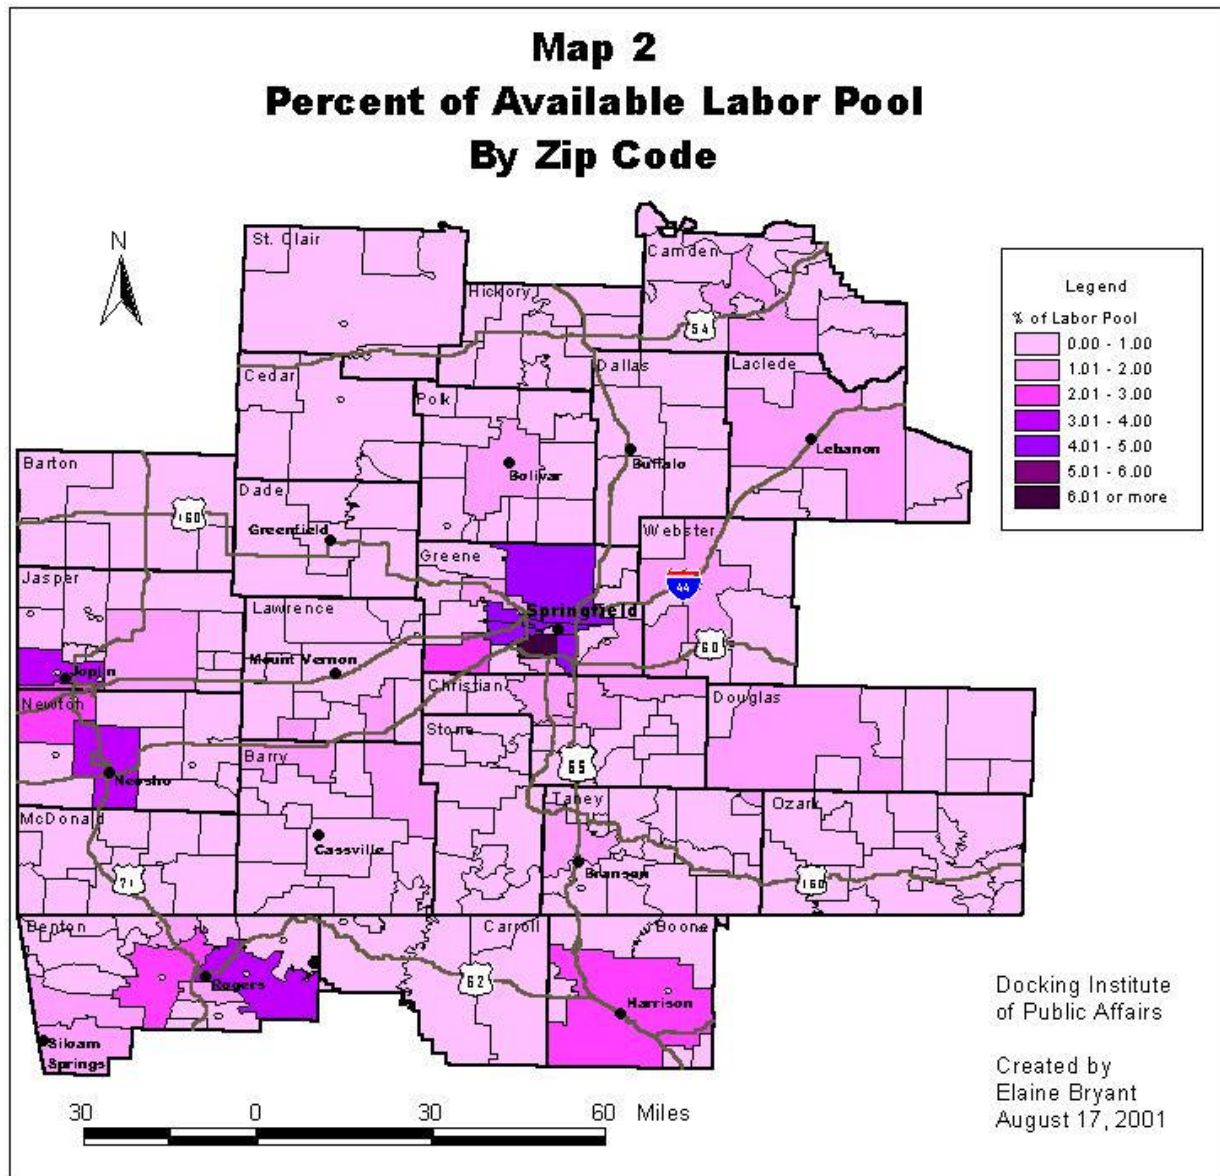 Map 2
Percent of Available Labor Pool
By Zip Code
N
St. Clair
Camden
Hickory
54
Legend
% of Labor Pool
0.00 - 1.00
1.01 - 2.00
2.01 - 3.00
3.01 - 4.00
4.01 - 5.00
5.01 - 6.00
6.01 or more
Cedar
Dallas
Laclede
Polk
Lebanon
Buffalo
Bolivar
Barton
Dade
160
Greenfield
Webster
Greene
Jasper
44
Lawrence
Springfield
60
Mount Vernon
Joplin
Christian
Newton
Douglas
Stone
Barry
65
Neosho
Taney
Ozark
McDonald
Cassville
Branson
71
160
Benton
Carroll
Boone
62
Rogers
Harrison
Siloam
Springs
Docking Institute
of Public Affairs
Created by
Elaine Bryant
August 17, 2001
30 0 30 60 Miles